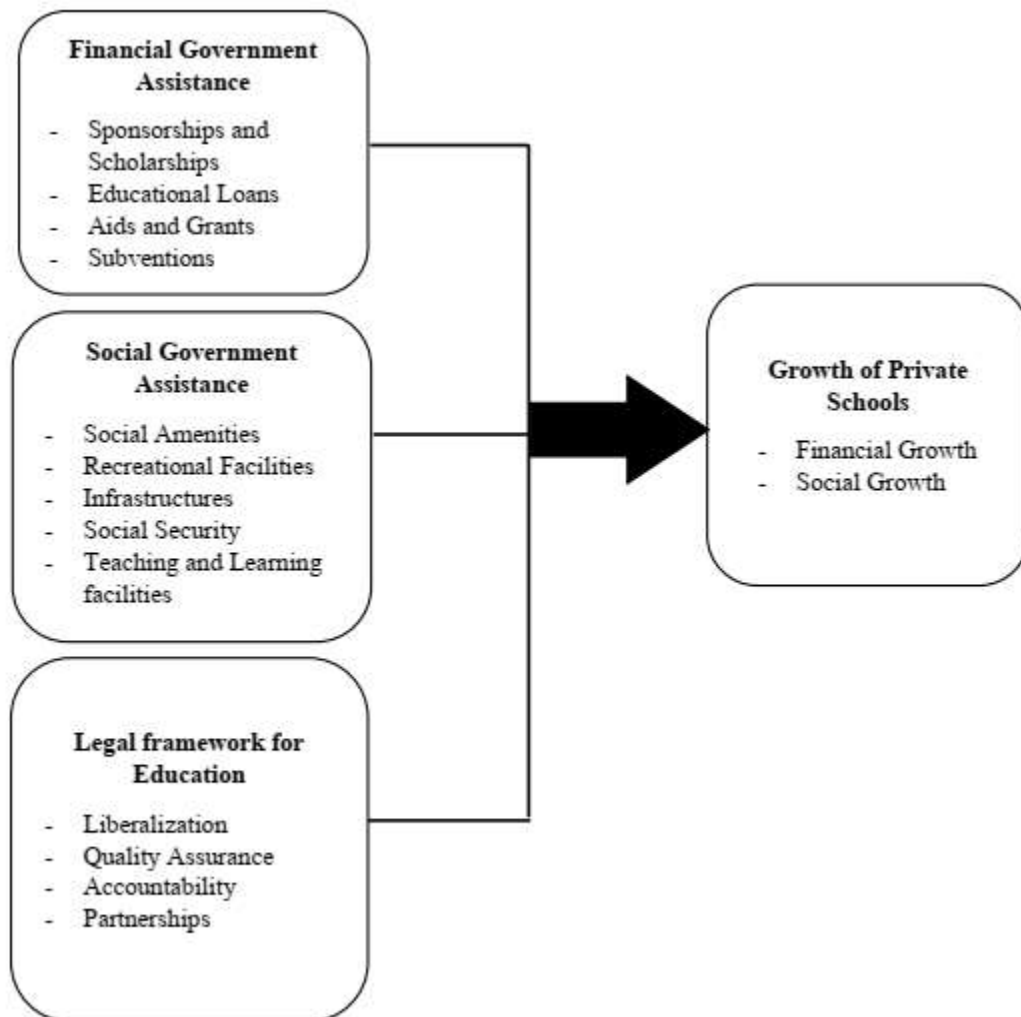 Financial Government
Assistance
- Sponsorships and
Scholarships
- Educational Loans
- Aids and Grants
- Subventions
Social Government
Assistance
- Social Amenities
- Recreational Facilities
- Infrastructures
- Social Security
- Teaching and Learning
facilities
Legal framework for
Education
- Liberalization
- Quality Assurance
- Accountability
- Partnerships
Growth of Private
Schools
- Financial Growth
- Social Growth